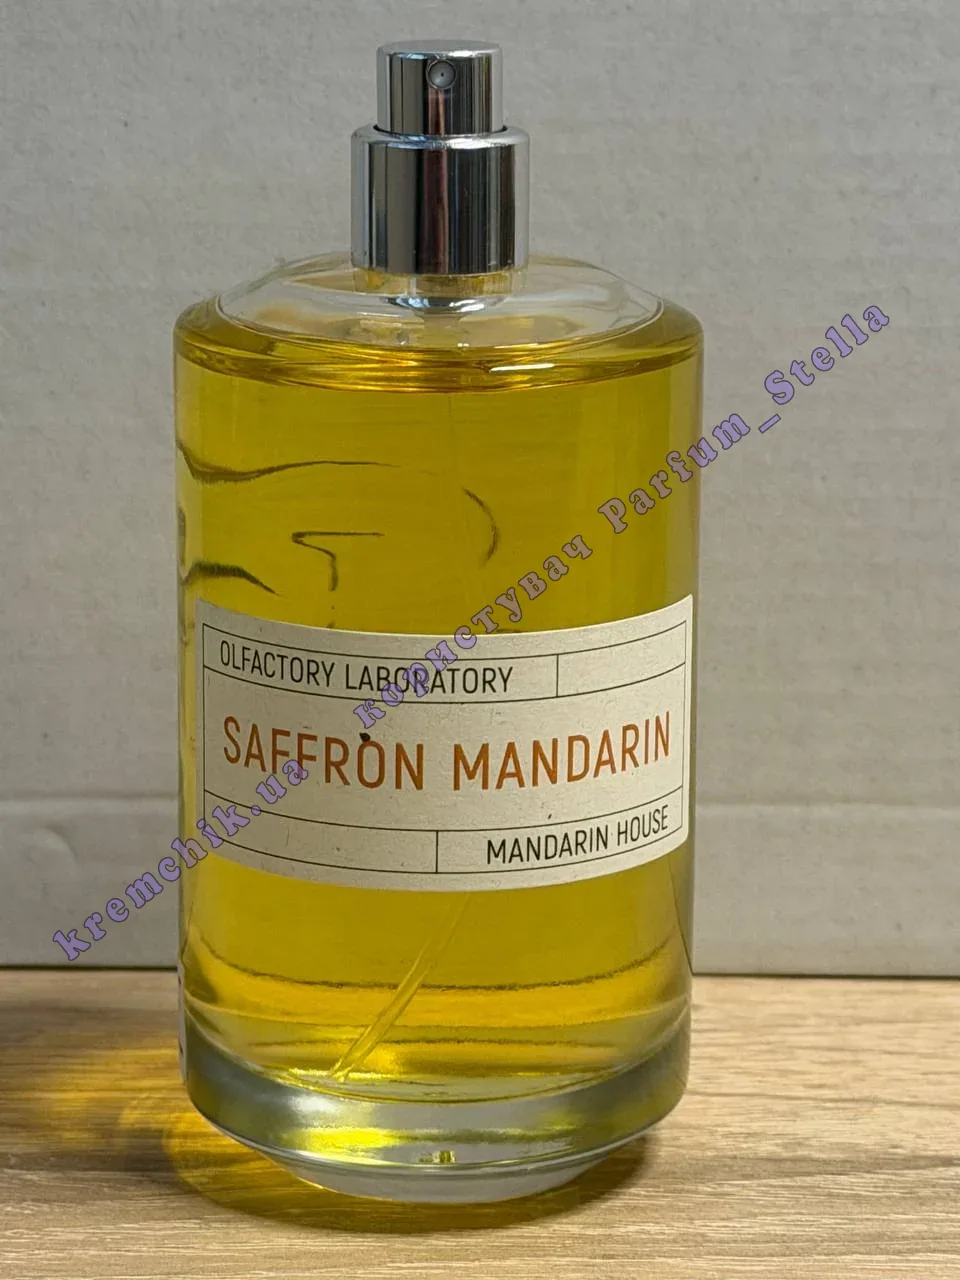 OLFACTORY LABORATORY
SAFFRON MANDARIN
MANDARIN HOUSE
kremchik.ua користувач Parfum_Stella